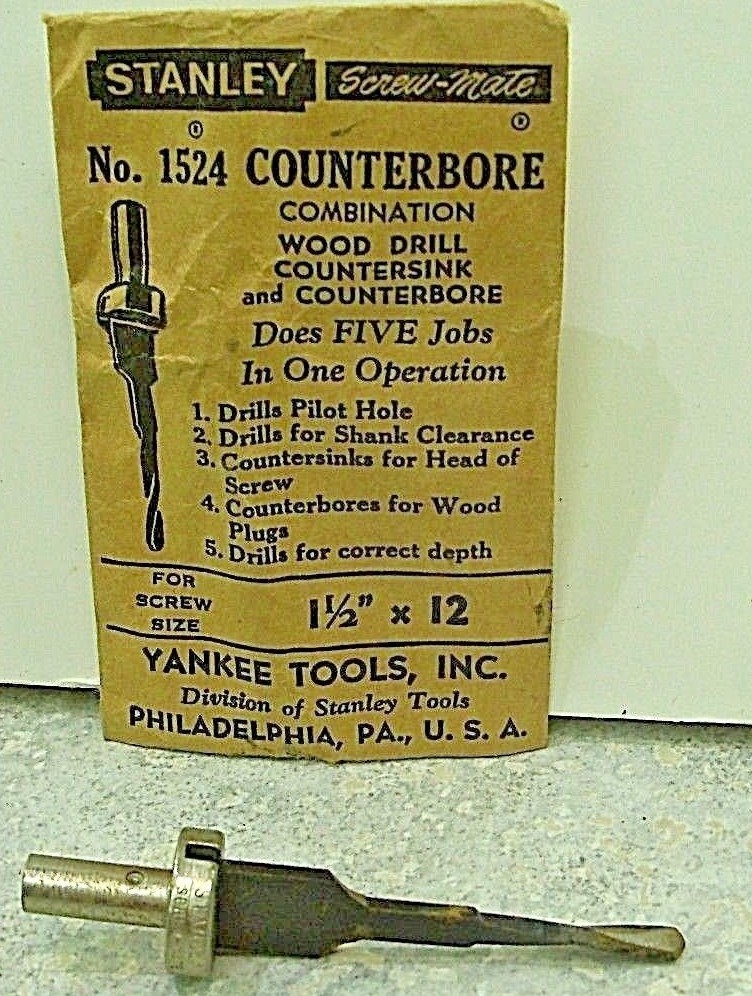 STANLEY Screw-Mate
® ®
No. 1524 COUNTERBORE
COMBINATION
WOOD DRILL
COUNTERSINK
and COUNTERBORE
Does FIVE Jobs
In One Operation
1. Drills Pilot Hole
2. Drills for Shank Clearance
3. Countersinks for Head of
Screw
4. Counterbores for Wood
Plugs
5. Drills for correct depth
FOR
SCREW
SIZE
1½" x 12
YANKEE TOOLS, INC.
Division of Stanley Tools
PHILADELPHIA, PA., U. S. A.